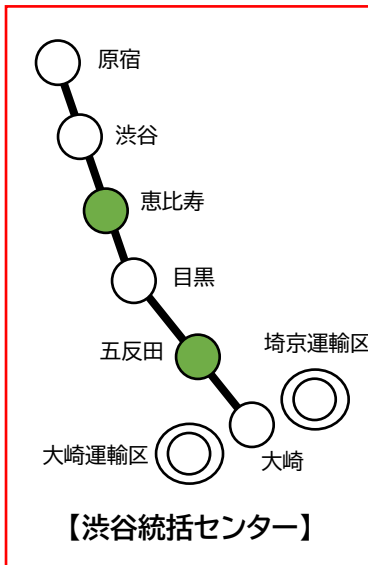 原宿
渋谷
恵比寿
目黒
五反田
埼京運輸区
大崎運輸区
大崎
【渋谷統括センター】